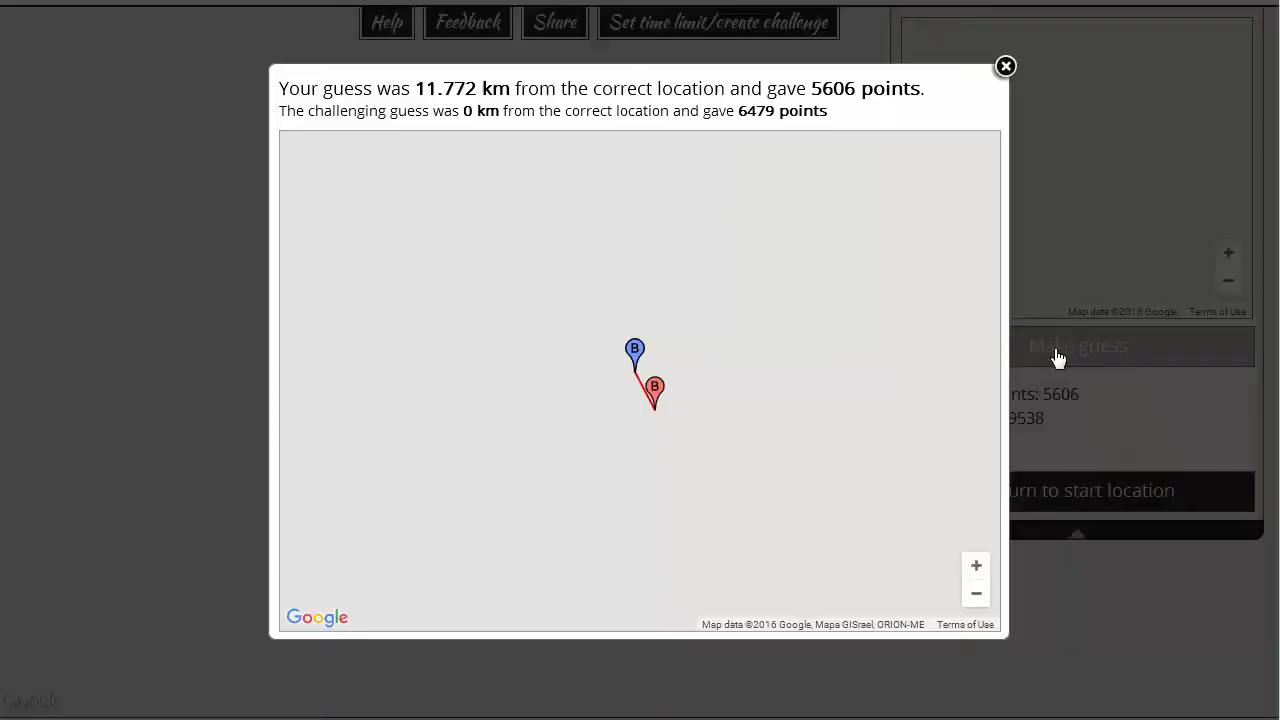 Help
Feedback
Share
Set time limit/create challenge
Your guess was 11.772 km from the correct location and gave 5606 points.
The challenging guess was 0 km from the correct location and gave 6479 points
B
B
+
−
Google
Map data ©2016 Google, Mapa GISrael, ORION-ME
Terms of Use
+
−
Map data ©2016 Google
Terms of Use
Make guess
nts: 5606
9538
urn to start location
Google